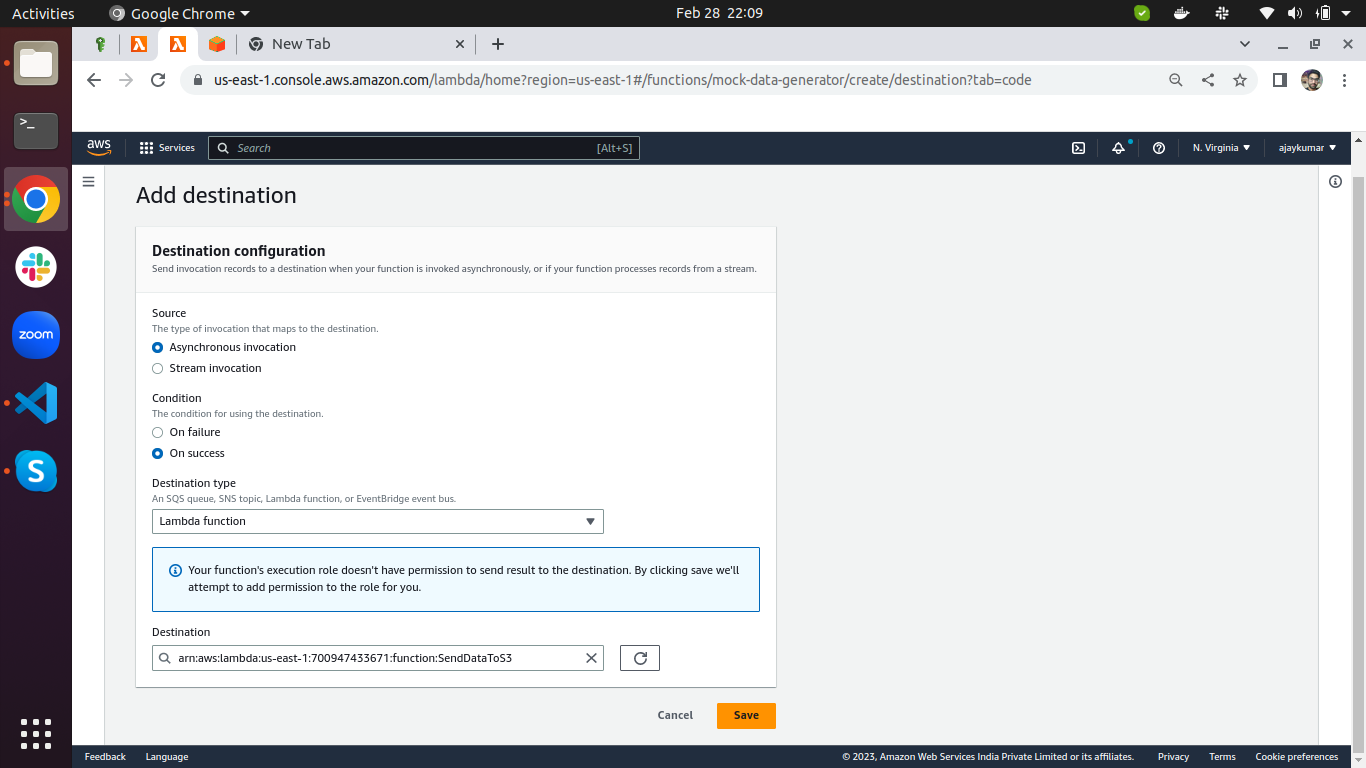 Activities
Google Chrome
Feb 28 22:09
New Tab
us-east-1.console.aws.amazon.com/lambda/home?region=us-east-1#/functions/mock-data-generator/create/destination?tab=code
aws
Services
Search
[Alt+S]
N. Virginia
ajaykumar
Add destination
Destination configuration
Send invocation records to a destination when your function is invoked asynchronously, or if your function processes records from a stream.
Source
The type of invocation that maps to the destination.
Asynchronous invocation
Stream invocation
Condition
The condition for using the destination.
On failure
On success
Destination type
An SQS queue, SNS topic, Lambda function, or EventBridge event bus.
Lambda function
Your function's execution role doesn't have permission to send result to the destination. By clicking save we'll
attempt to add permission to the role for you.
Destination
arn:aws:lambda:us-east-1:700947433671:function:SendDataToS3
Cancel
Save
zoom
S
Feedback
Language
© 2023, Amazon Web Services India Private Limited or its affiliates.
Privacy
Terms
Cookie preferences